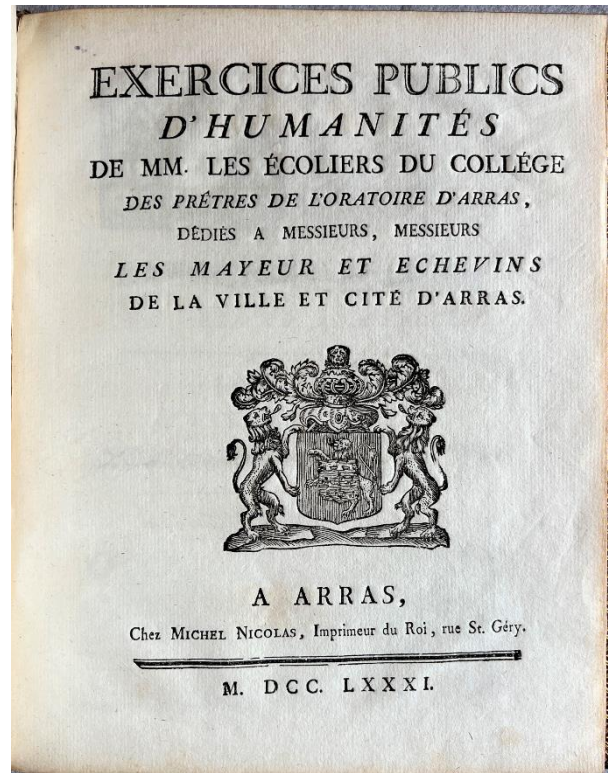 EXERCICES PUBLICS
D'HUMANITÉS
DE MM. LES ÉCOLIERS DU COLLÉGE
DES PRÊTRES DE L'ORATOIRE D'ARRAS,
DÉDIÉS A MESSIEURS, MESSIEURS
LES MAYEUR ET ECHEVINS
DE LA VILLE ET CITÉ D'ARRAS.
A ARRAS,
Chez MICHEL NICOLAS, Imprimeur du Roi, rue St. Géry.
M. DCC. LXXXI.